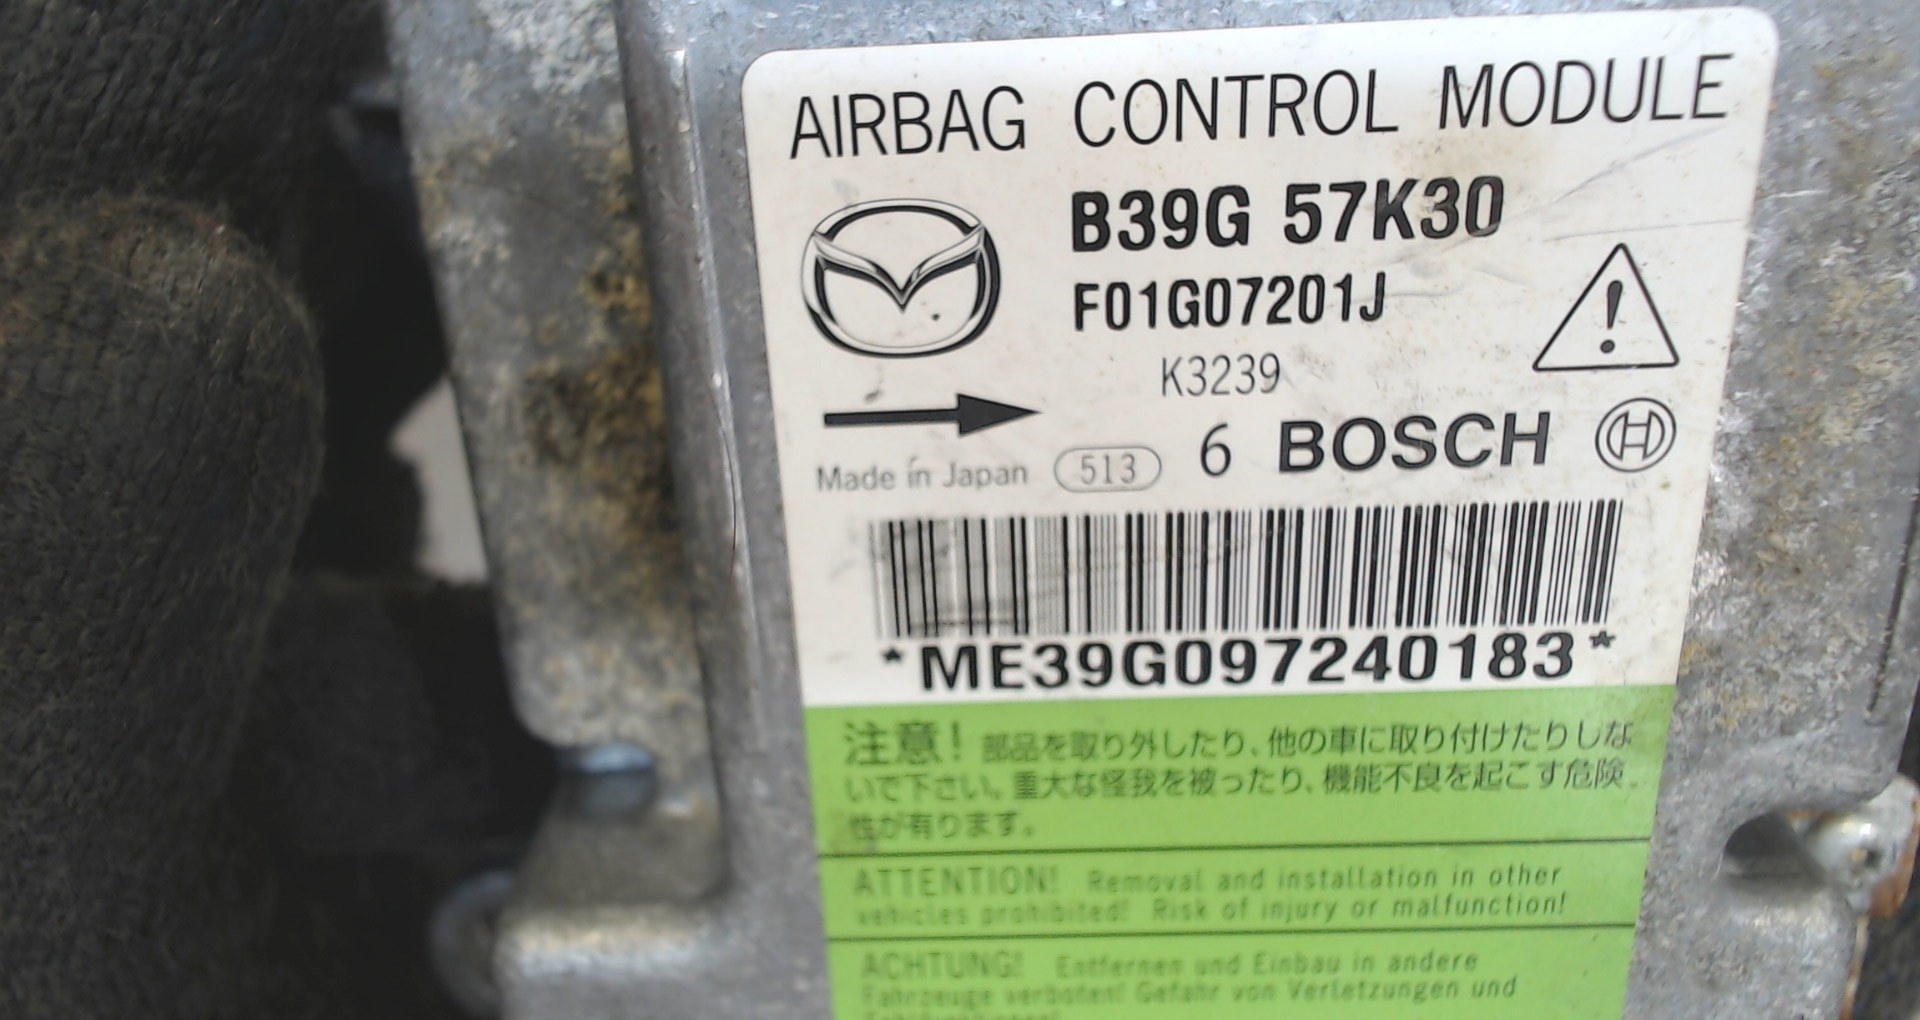 AIRBAG CONTROL MODULE
B39G 57K30
F01G07201J
K3239
Made in Japan 513 6 BOSCH
*ME39G097240183*
注意! 部品を取り外したり、他の車に取り付けたりしな
いで下さい。重大な怪我を被ったり、機能不良を起こす危険
性が有ります。
ATTENTION! Removal and installation in other
vehicles prohibited! Risk of injury or malfunction!
ACHTUNG! Entfernen und Einbau in andere
Fahrzeuge verboten! Gefahr von Verletzungen und